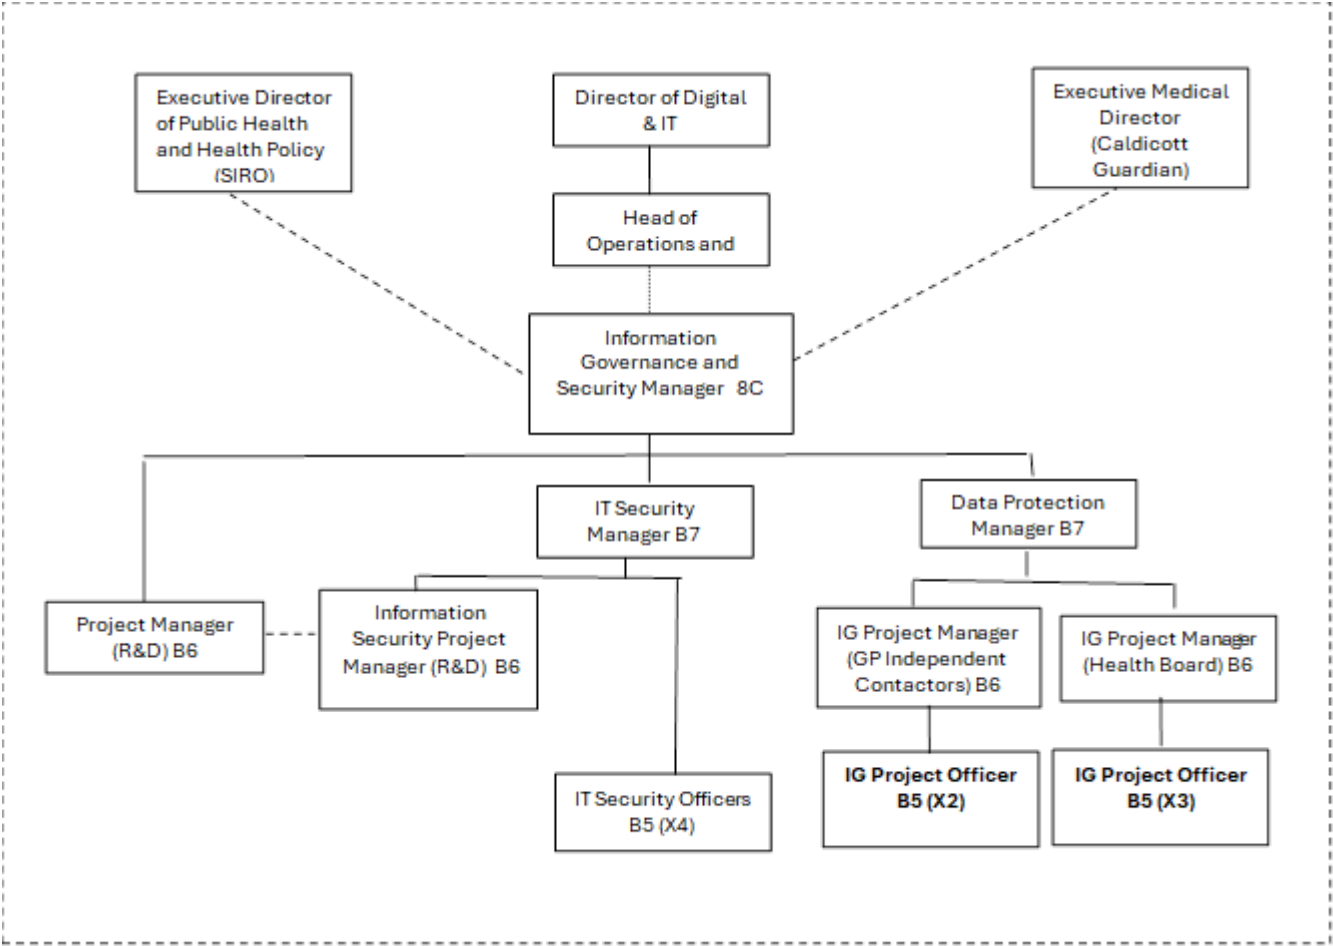 Executive Director
of Public Health
and Health Policy
(SIRO)
Director of Digital
& IT
Executive Medical
Director
(Caldicott
Guardian)
Head of
Operations and
Information
Governance and
Security Manager 8C
IT Security
Manager B7
Data Protection
Manager B7
Project Manager
(R&D) B6
Information
Security Project
Manager (R&D) B6
IG Project Manager
(GP Independent
Contactors) B6
IG Project Manager
(Health Board) B6
IT Security Officers
B5 (X4)
IG Project Officer
B5 (X2)
IG Project Officer
B5 (X3)